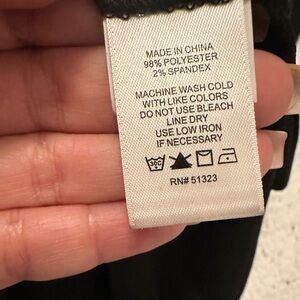 MADE IN CHINA
98% POLYESTER
2% SPANDEX
MACHINE WASH COLD
WITH LIKE COLORS
DO NOT USE BLEACH
LINE DRY
USE LOW IRON
IF NECESSARY
30C
RN# 51323